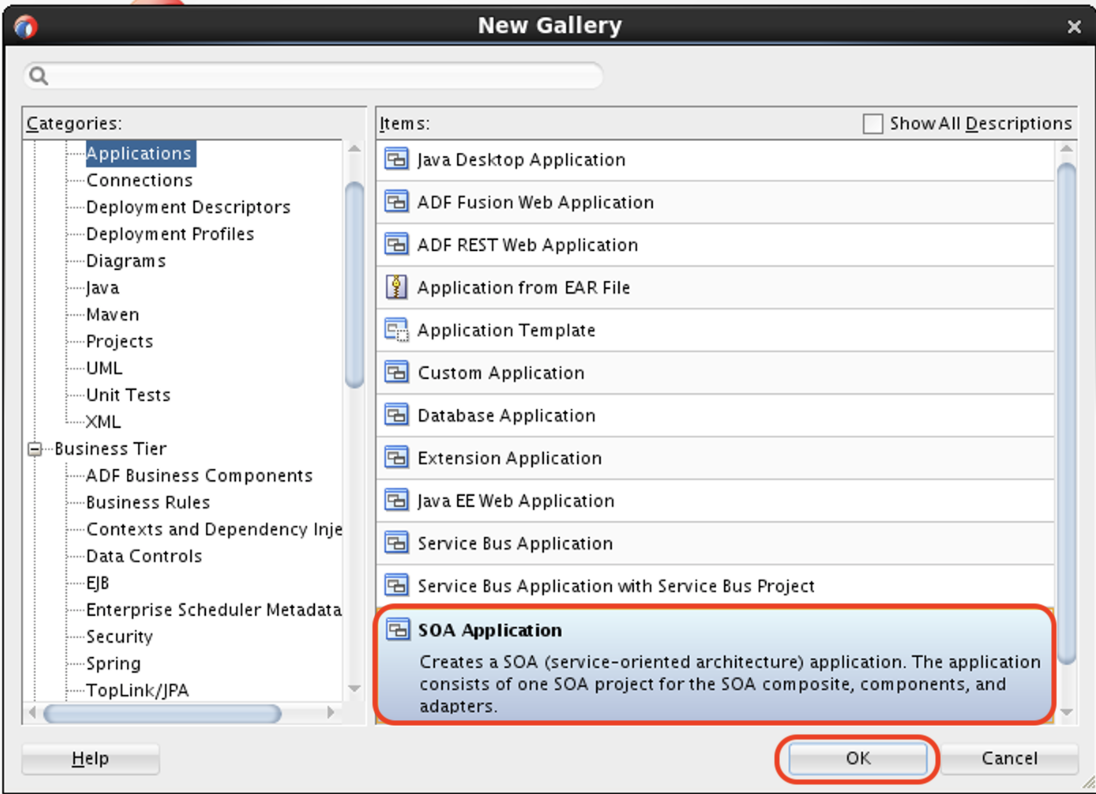 New Gallery
Categories:
Applications
Connections
Deployment Descriptors
Deployment Profiles
Diagrams
Java
Maven
Projects
UML
Unit Tests
XML
Business Tier
ADF Business Components
Business Rules
Contexts and Dependency Inje
Data Controls
EJB
Enterprise Scheduler Metadata
Security
Spring
TopLink/JPA
Items:
Show All Descriptions
Java Desktop Application
ADF Fusion Web Application
ADF REST Web Application
Application from EAR File
Application Template
Custom Application
Database Application
Extension Application
Java EE Web Application
Service Bus Application
Service Bus Application with Service Bus Project
SOA Application
Creates a SOA (service-oriented architecture) application. The application
consists of one SOA project for the SOA composite, components, and
adapters.
Help
OK
Cancel